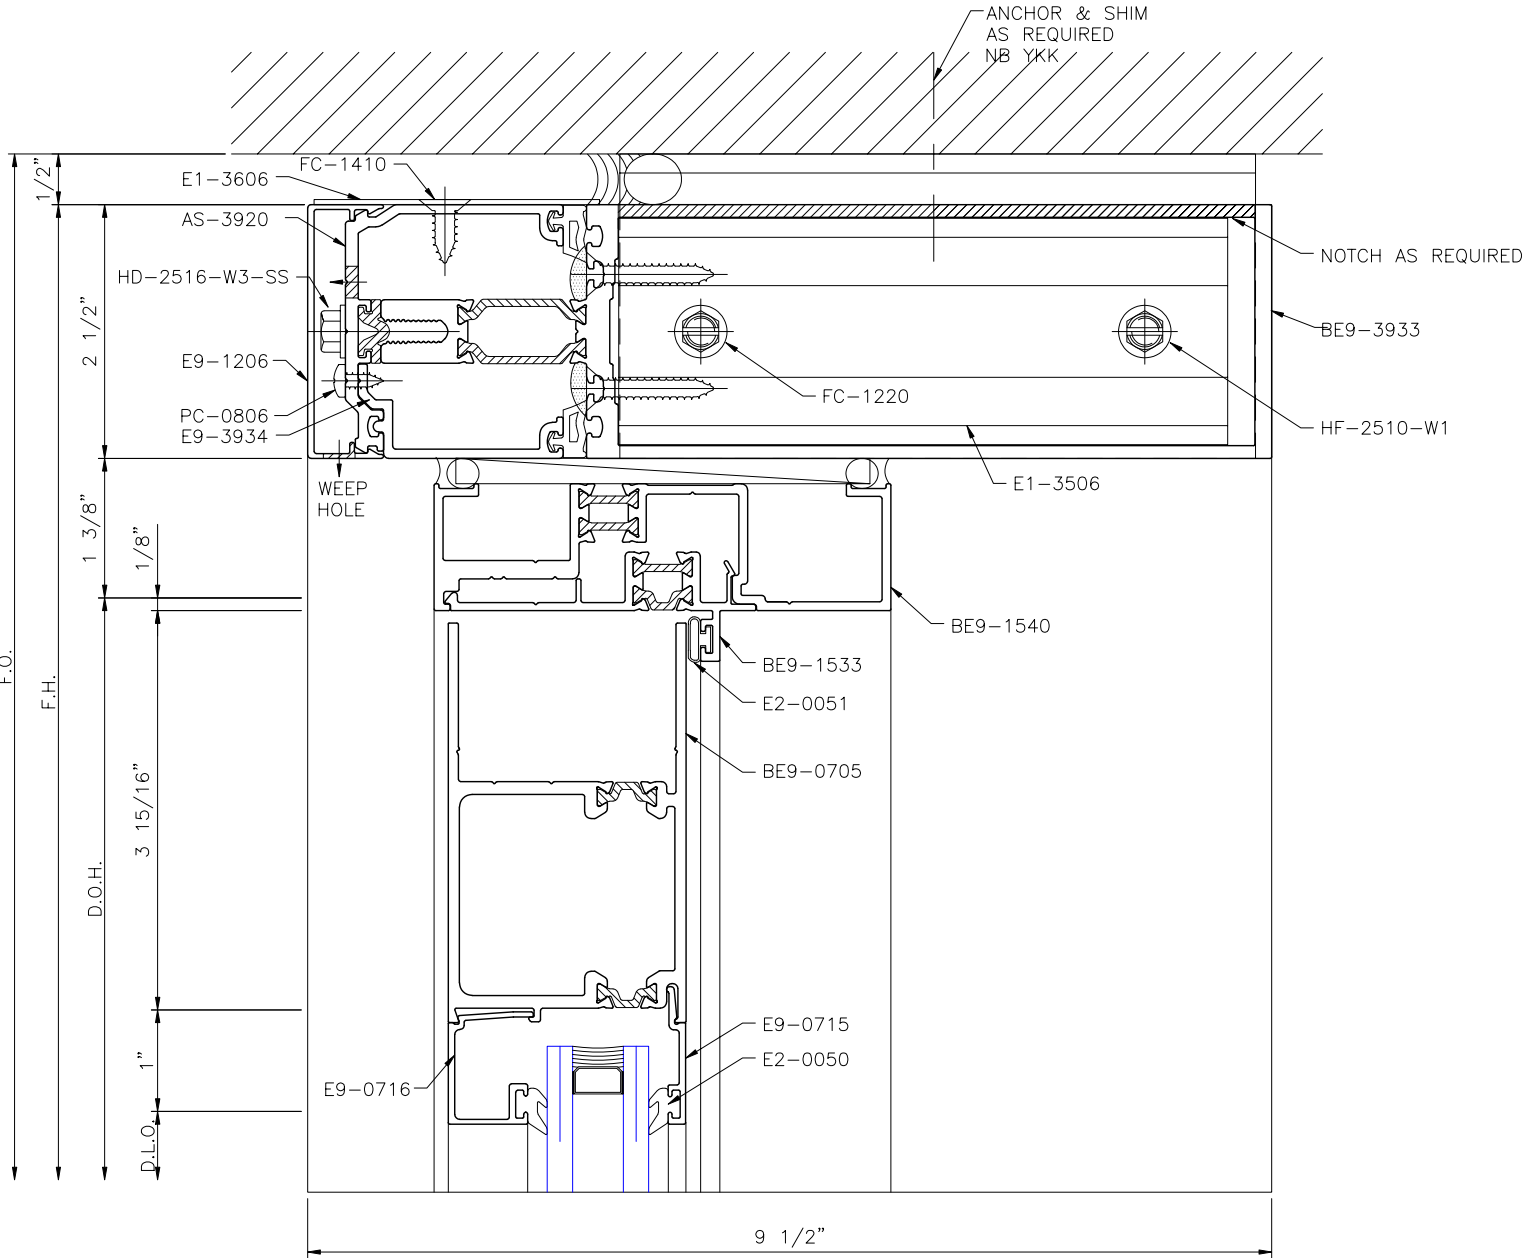 ANCHOR & SHIM
AS REQUIRED
NB YKK
FC-1410
E1-3606
AS-3920
HD-2516-W3-SS
E9-1206
PC-0806
E9-3934
WEEP
HOLE
NOTCH AS REQUIRED
BE9-3933
FC-1220
HF-2510-W1
E1-3506
BE9-1540
BE9-1533
E2-0051
BE9-0705
E9-0715
E2-0050
E9-0716
1/2"
2 1/2"
1 3/8"
1/8"
3 15/16"
1"
F.O.
F.H.
D.O.H.
D.L.O.
9 1/2"